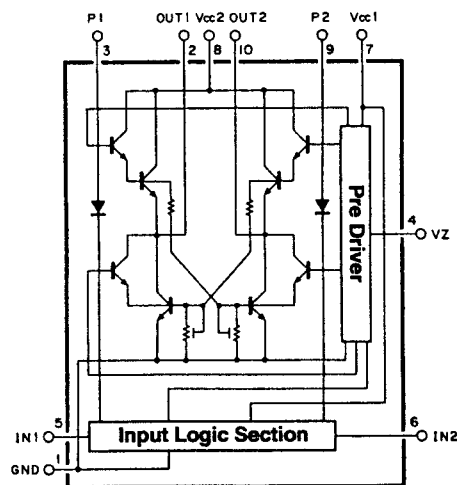 P1 OUT1 Vcc2 OUT2 P2 Vcc1
3 2 8 10 9 7
Pre Driver
4
VZ
5
IN1
Input Logic Section
6
IN2
1
GND